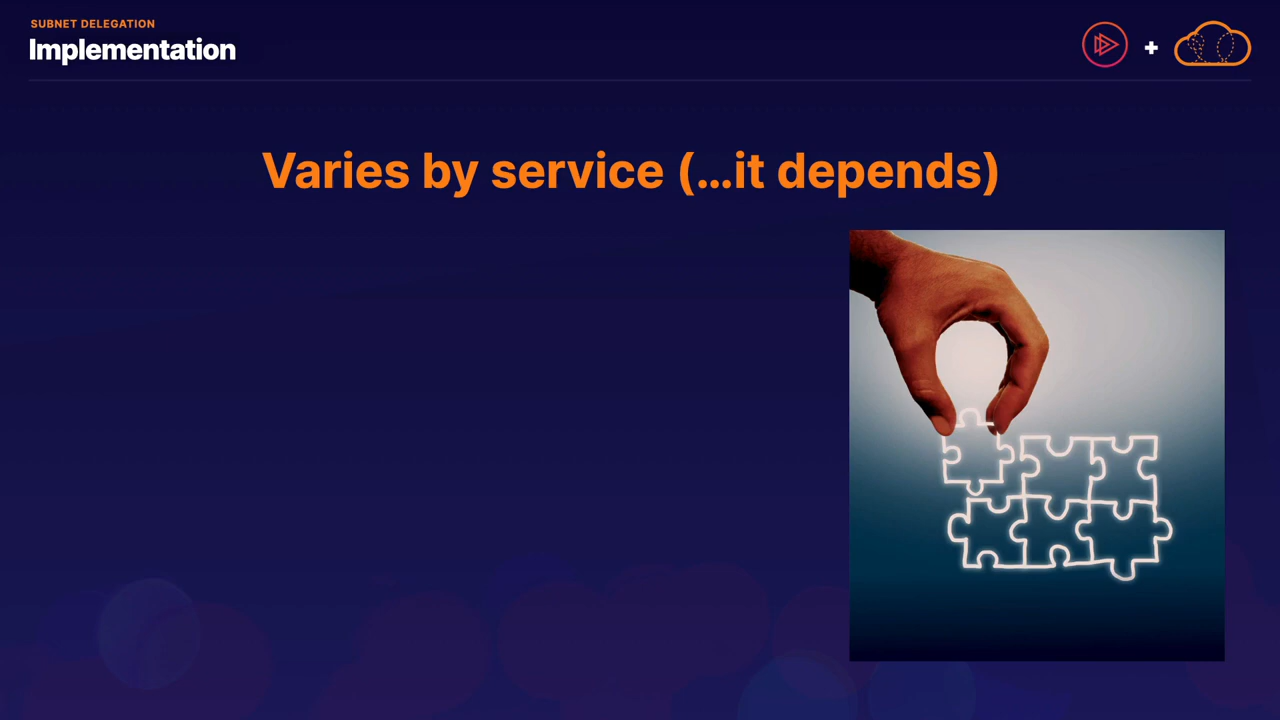 SUBNET DELEGATION
Implementation
+
Varies by service (...it depends)